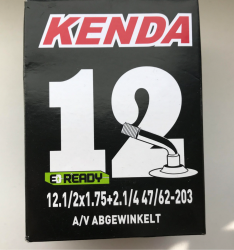 KENDA
12
E READY
12.1/2x1.75+2.1/4 47/62-203
A/V ABGEWINKELT